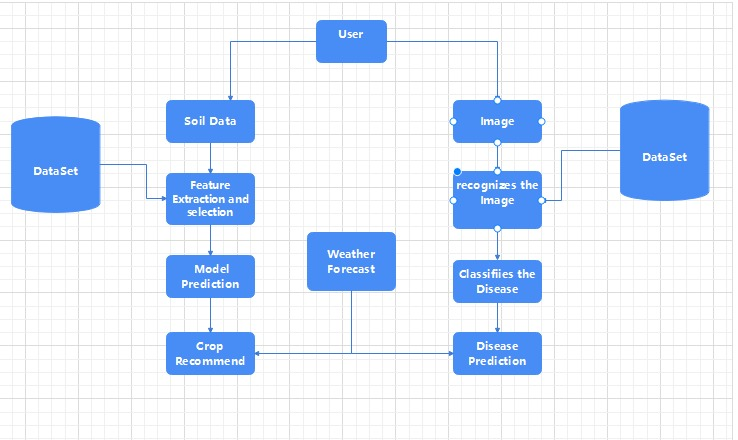 User
Soil Data
Image
DataSet
DataSet
Feature
Extraction and
selection
recognizes the
Image
Weather
Forecast
Model
Prediction
Classifiies the
Disease
Crop
Recommend
Disease
Prediction